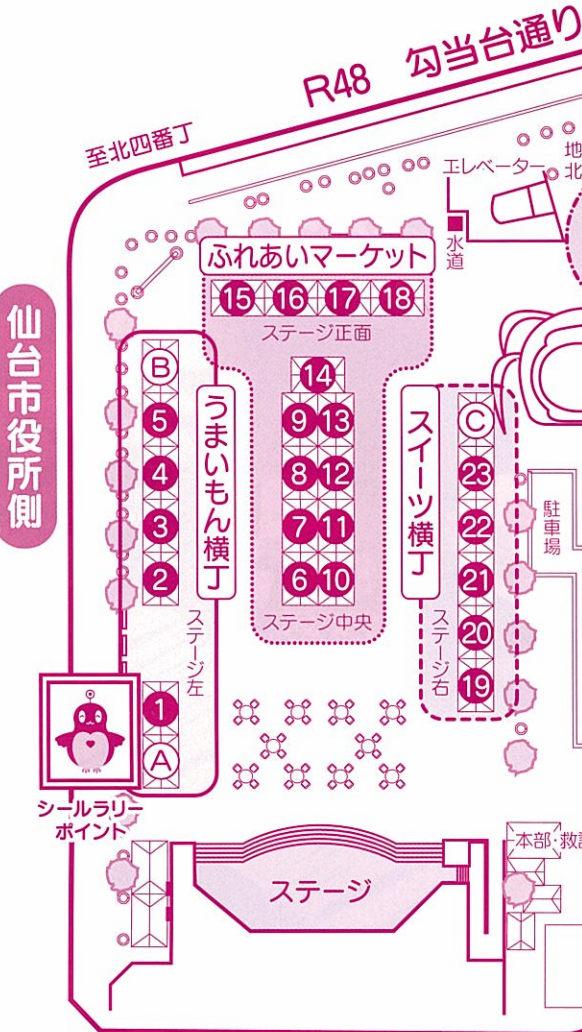 R48 勾当台通り
至北四番丁
エレベーター
地
北
水道
ふれあいマーケット
15 16 17 18
ステージ正面
仙台市役所側
B
5
4
3
2
うまいもん横丁
ステージ左
1
A
14
9 13
8 12
7 11
6 10
ステージ中央
スイーツ横丁
C
23
22
21
20
19
ステージ右
駐車場
シールラリー
ポイント
ステージ
本部・救護